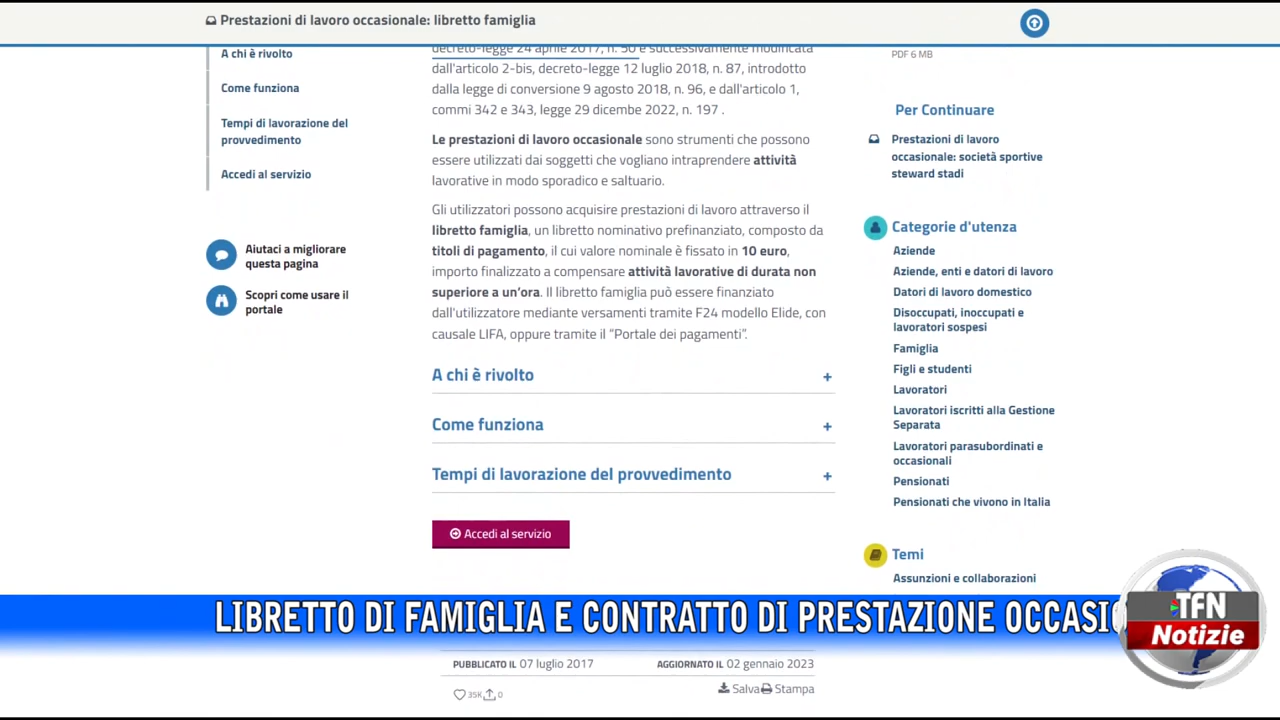 Prestazioni di lavoro occasionale: libretto famiglia
A chi è rivolto
Come funziona
Tempi di lavorazione del
provvedimento
Accedi al servizio
Aiutaci a migliorare
questa pagina
Scopri come usare il
portale
decreto-legge 24 aprile 2017, n. 50 e successivamente modificata
dall'articolo 2-bis, decreto-legge 12 luglio 2018, n. 87, introdotto
dalla legge di conversione 9 agosto 2018, n. 96, e dall'articolo 1,
commi 342 e 343, legge 29 dicembre 2022, n. 197 .
Le prestazioni di lavoro occasionale sono strumenti che possono
essere utilizzati dai soggetti che vogliano intraprendere attività
lavorative in modo sporadico e saltuario.
Gli utilizzatori possono acquisire prestazioni di lavoro attraverso il
libretto famiglia, un libretto nominativo prefinanziato, composto da
titoli di pagamento, il cui valore nominale è fissato in 10 euro,
importo finalizzato a compensare attività lavorative di durata non
superiore a un'ora. Il libretto famiglia può essere finanziato
dall'utilizzatore mediante versamenti tramite F24 modello Elide, con
causale LIFA, oppure tramite il "Portale dei pagamenti".
A chi è rivolto +
Come funziona +
Tempi di lavorazione del provvedimento +
Accedi al servizio
PDF 6 MB
Per Continuare
Prestazioni di lavoro
occasionale: società sportive
steward stadi
Categorie d'utenza
Aziende
Aziende, enti e datori di lavoro
Datori di lavoro domestico
Disoccupati, inoccupati e
lavoratori sospesi
Famiglia
Figli e studenti
Lavoratori
Lavoratori iscritti alla Gestione
Separata
Lavoratori parasubordinati e
occasionali
Pensionati
Pensionati che vivono in Italia
Temi
Assunzioni e collaborazioni
LIBRETTO DI FAMIGLIA E CONTRATTO DI PRESTAZIONE OCCASIO
TFN
Notizie
PUBBLICATO IL 07 luglio 2017
AGGIORNATO IL 02 gennaio 2023
35K 0
Salva Stampa